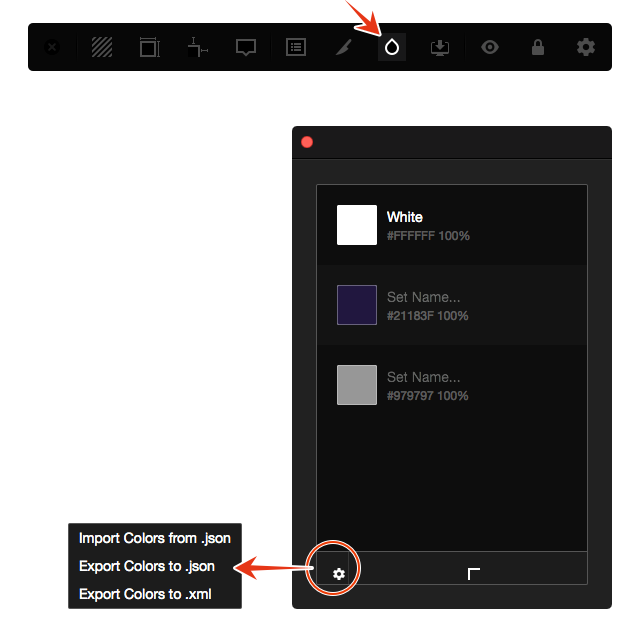 White
#FFFFFF 100%
Set Name...
#21183F 100%
Set Name...
#979797 100%
Import Colors from .json
Export Colors to .json
Export Colors to .xml